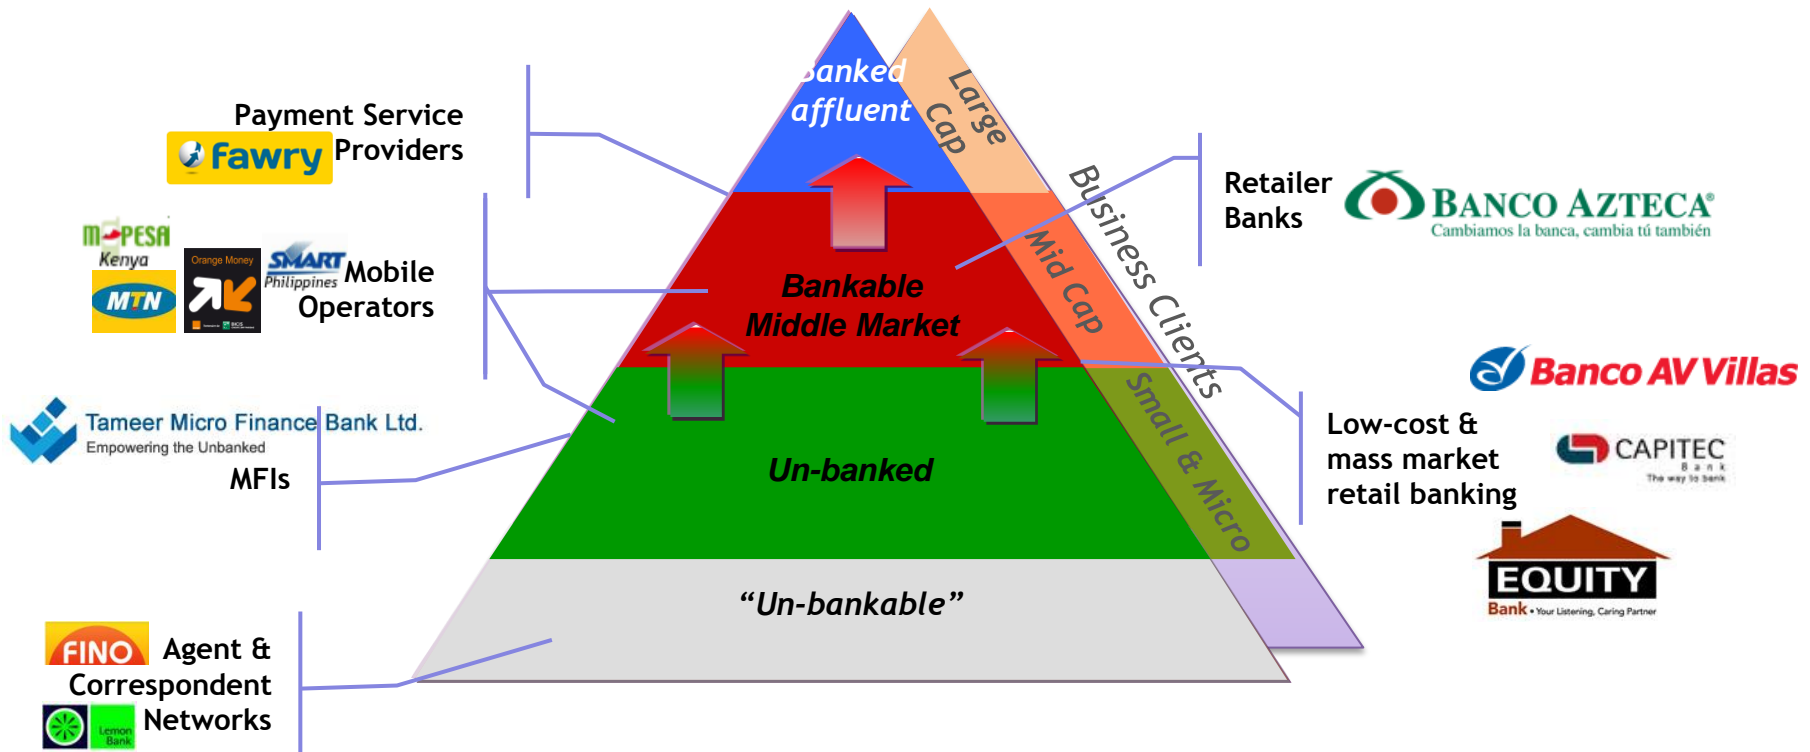 Banked
affluent
Large
Cap
Payment Service
Providers
fawry
Retailer
Banks
BANCO AZTECA®
Cambiamos la banca, cambia tú también
Business Clients
Mid Cap
M-PESA
Kenya
MTN
Orange Money
SMART
Philippines
Mobile
Operators
Bankable
Middle Market
Banco AV Villas
Tameer Micro Finance Bank Ltd.
Empowering the Unbanked
MFIs
Small & Micro
Un-banked
Low-cost &
mass market
retail banking
CAPITEC
Bank
The way to bank
EQUITY
Bank • Your Listening, Caring Partner
“Un-bankable”
FINO
Agent &
Correspondent
Networks
Lemon
Bank